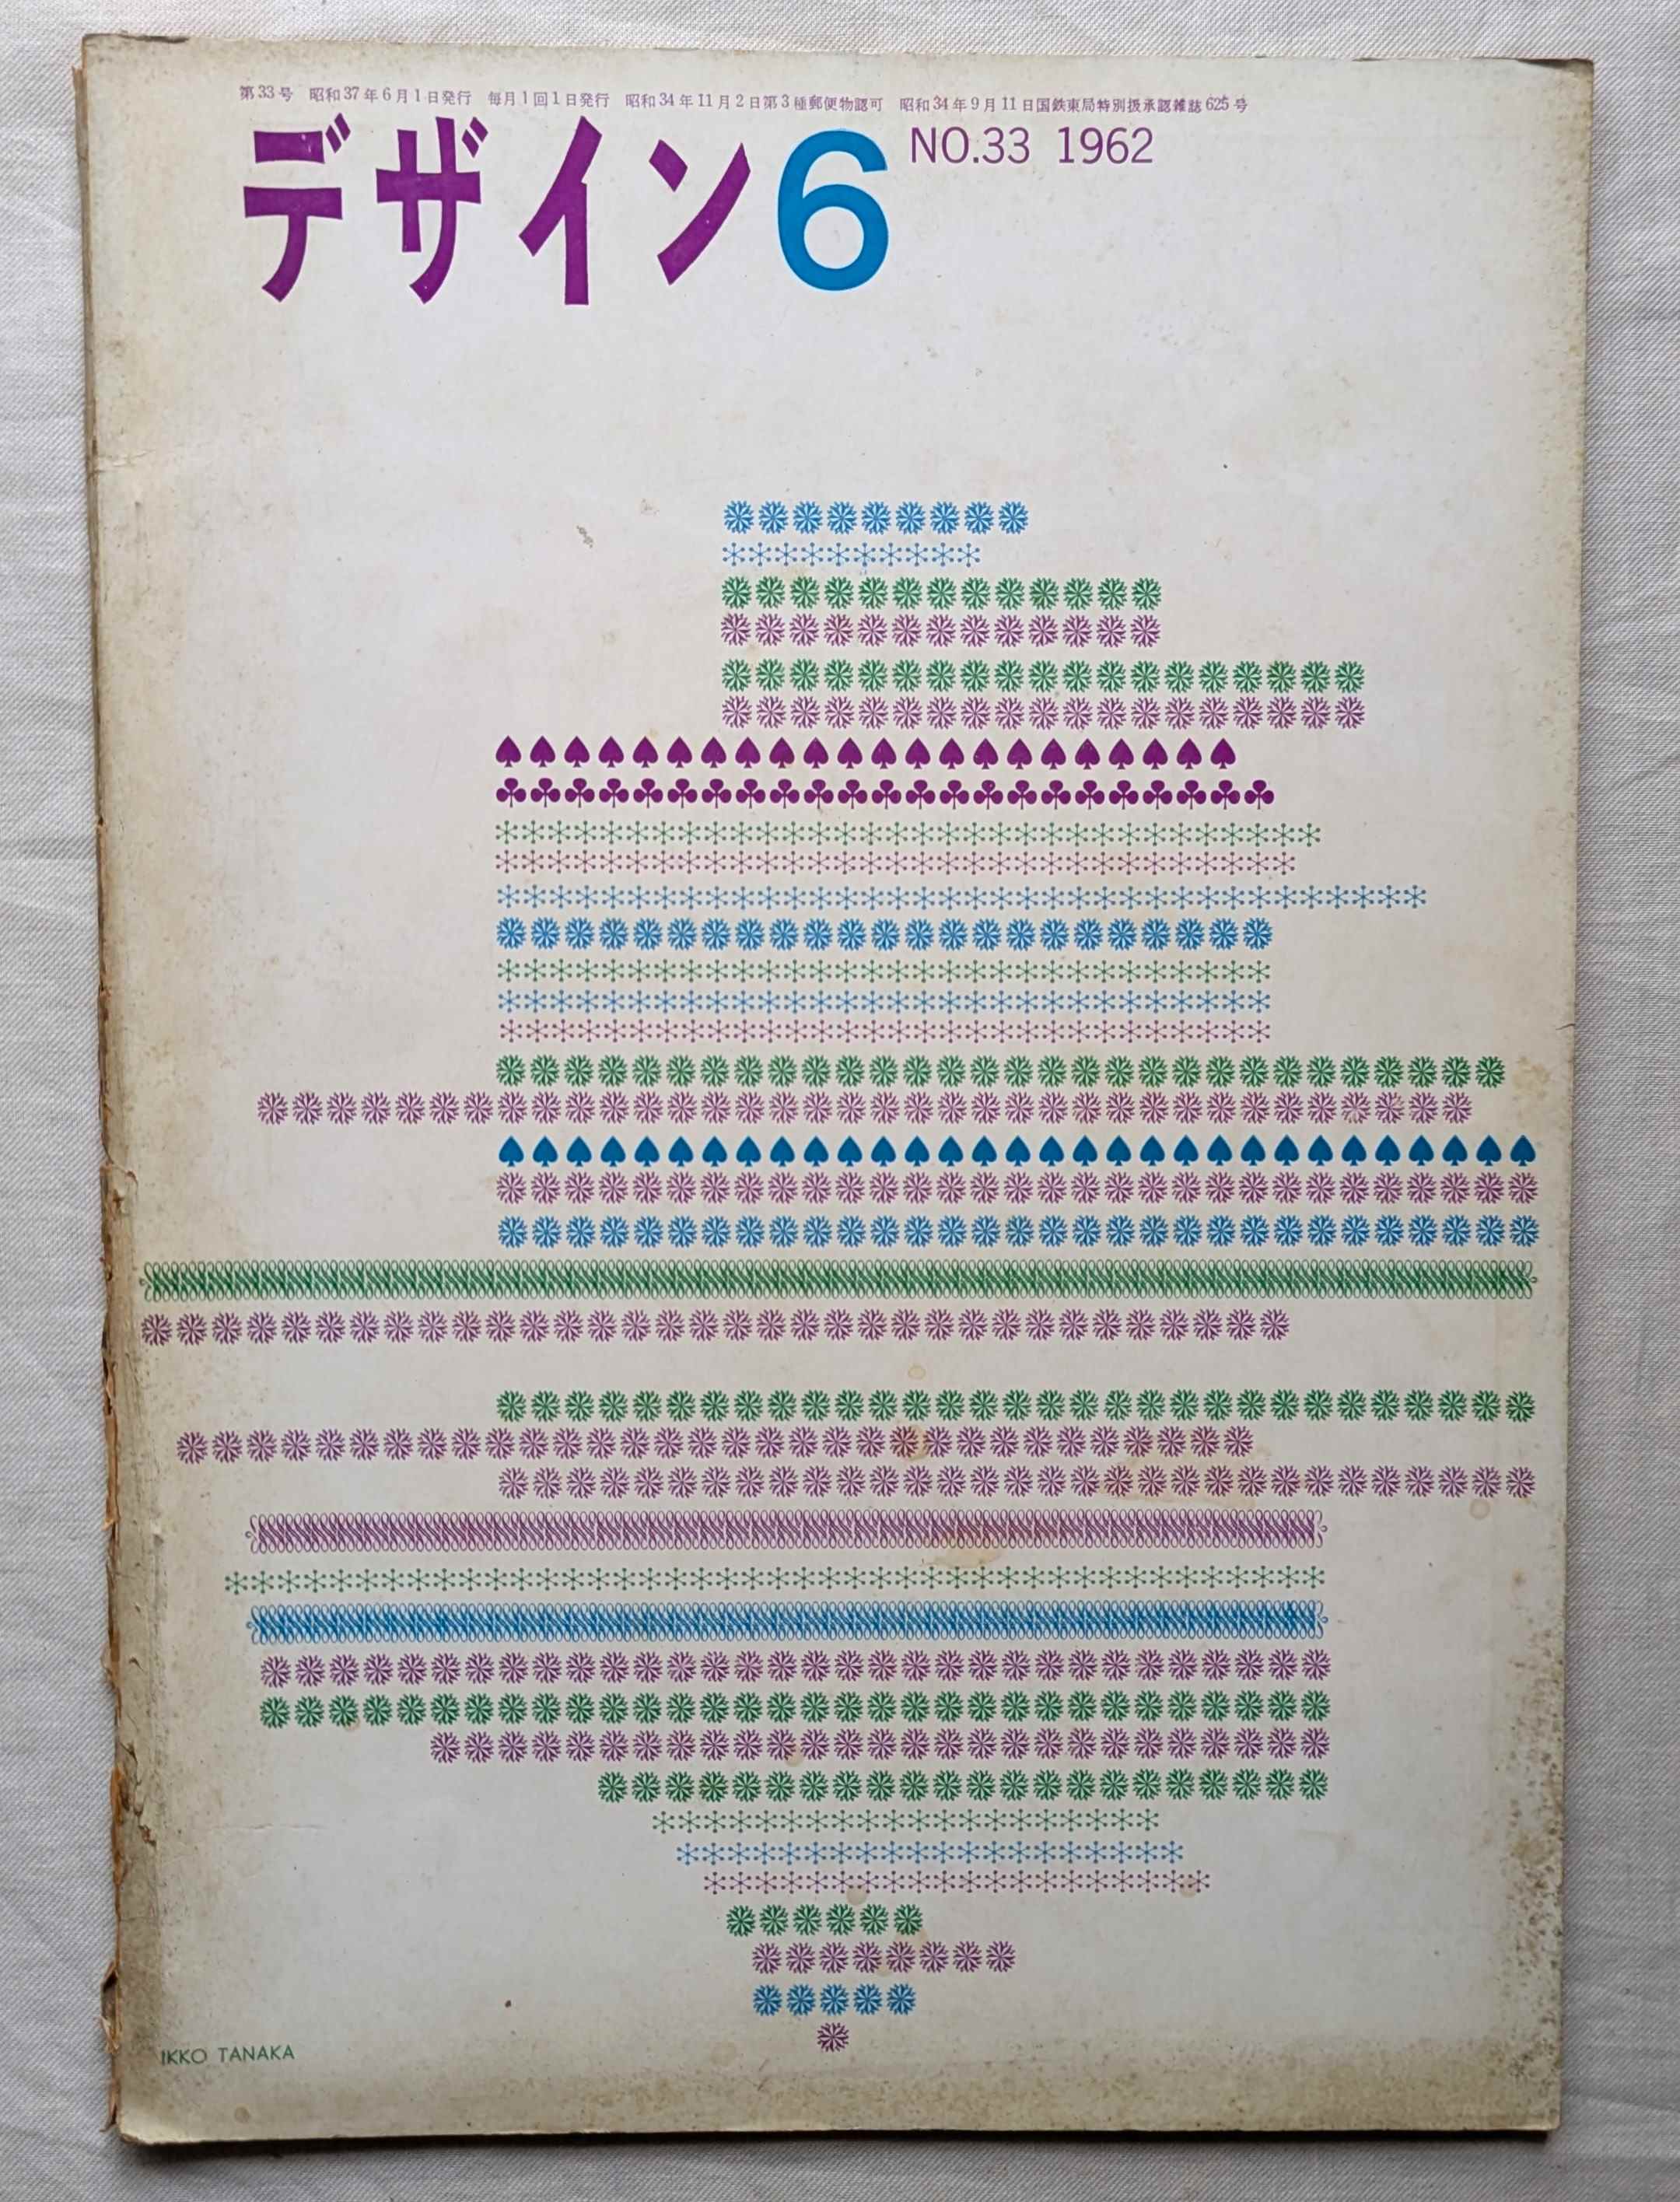 第33号 昭和37年6月1日発行 毎月1回1日発行 昭和34年11月2日第3種郵便物認可 昭和34年9月11日国鉄東局特別扱承認雑誌625号
デザイン6 NO.33 1962
IKKO TANAKA